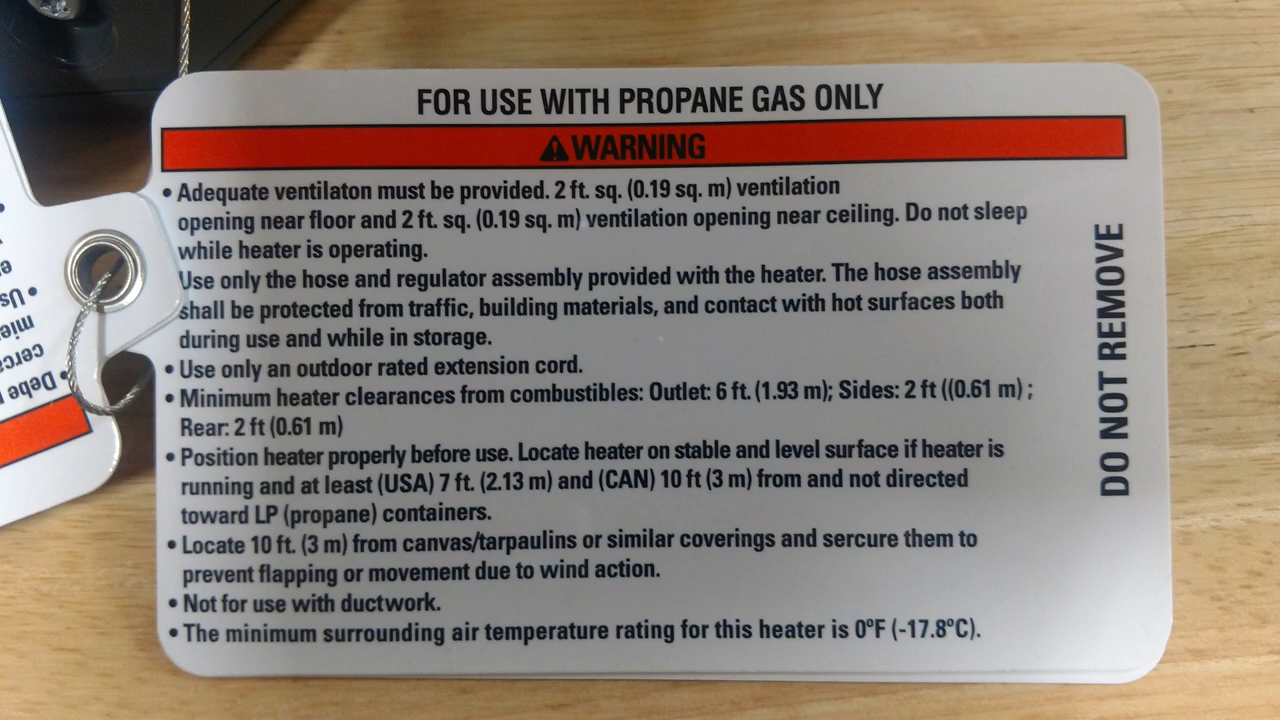 FOR USE WITH PROPANE GAS ONLY
⚠WARNING
• Adequate ventilaton must be provided. 2 ft. sq. (0.19 sq. m) ventilation
opening near floor and 2 ft. sq. (0.19 sq. m) ventilation opening near ceiling. Do not sleep
while heater is operating.
Use only the hose and regulator assembly provided with the heater. The hose assembly
shall be protected from traffic, building materials, and contact with hot surfaces both
during use and while in storage.
• Use only an outdoor rated extension cord.
• Minimum heater clearances from combustibles: Outlet: 6 ft. (1.93 m); Sides: 2 ft ((0.61 m) ;
Rear: 2 ft (0.61 m)
• Position heater properly before use. Locate heater on stable and level surface if heater is
running and at least (USA) 7 ft. (2.13 m) and (CAN) 10 ft (3 m) from and not directed
toward LP (propane) containers.
• Locate 10 ft. (3 m) from canvas/tarpaulins or similar coverings and sercure them to
prevent flapping or movement due to wind action.
• Not for use with ductwork.
• The minimum surrounding air temperature rating for this heater is 0ºF (-17.8ºC).
DO NOT REMOVE
• Debe
cerca